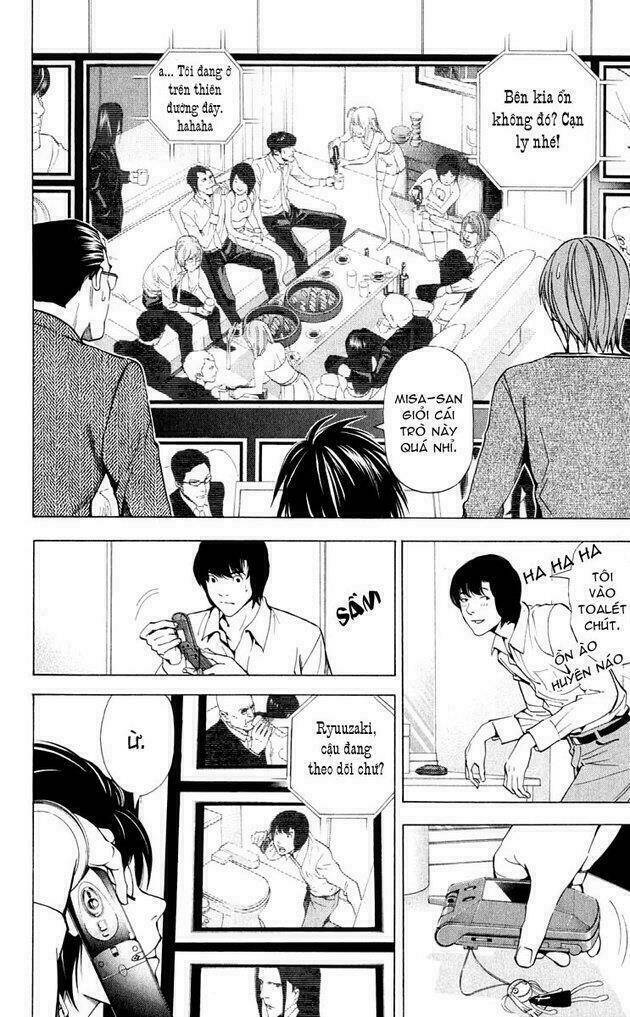 Bên kia ổn
không đó? Cạn
ly nhé!
a... Tôi đang ở
trên thiên
đường đây.
hahaha
MISA-SAN
GIỎI CÁI
TRÒ NÀY
QUÁ NHỈ.
HA HA HA
TÔI
VÀO
TOALÉT
CHÚT.
ỒN ÀO
HUYÊN NÁO
SẦM
Ryuuzaki,
cậu đang
theo dõi chứ?
Ừ.